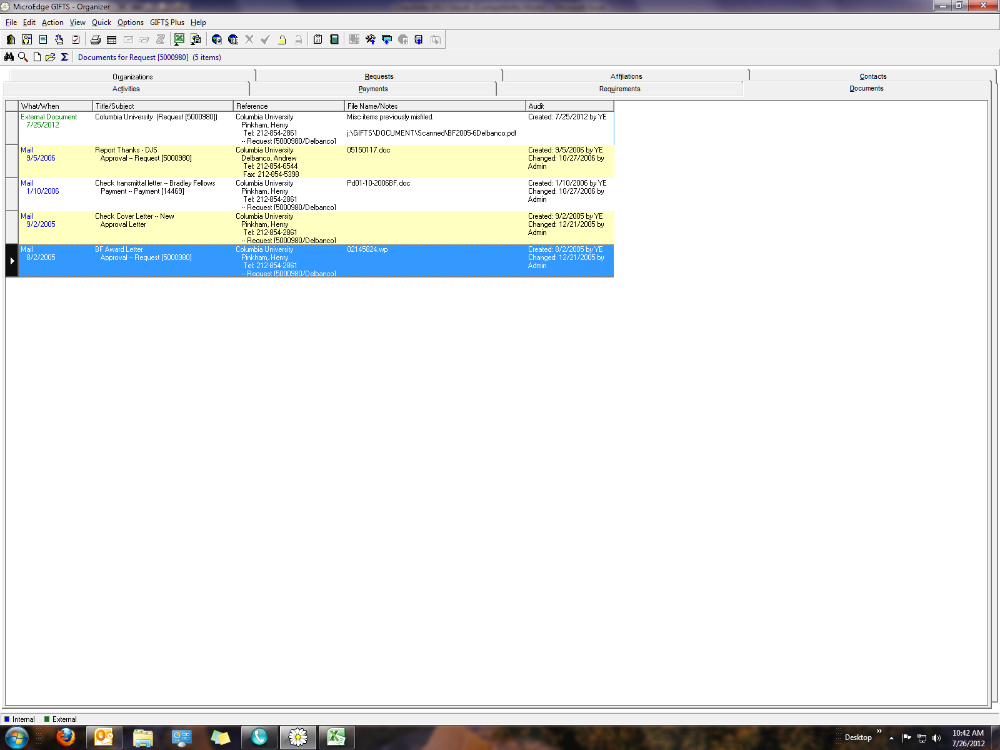 MicroEdge GIFTS - Organizer
File Edit Action View Quick Options GIFTS Plus Help
Documents for Request [5000980] (5 items)
Organizations Requests Affiliations Contacts
Activities Payments Requirements Documents
What/When Title/Subject Reference File Name/Notes Audit
External Document Columbia University (Request [5000980]) Columbia University Misc items previously misfiled. Created: 7/25/2012 by YE
7/25/2012 Pinkham, Henry
Tel: 212-854-2861 j:\GIFTS\DOCUMENT\Scanned\BF2005-6Delbanco.pdf
-- Request [5000980/Delbanco]
Mail Report Thanks - DJS Columbia University 05150117.doc Created: 9/5/2006 by YE
9/5/2006 Approval -- Request [5000980] Delbanco, Andrew Changed: 10/27/2006 by
Tel: 212-854-6544 Admin
Fax: 212-854-5398
Mail Check transmittal letter -- Bradley Fellows Columbia University Pd01-10-2006BF.doc Created: 1/10/2006 by YE
1/10/2006 Payment -- Payment [14469] Pinkham, Henry Changed: 10/27/2006 by
Tel: 212-854-2861 Admin
-- Request [5000980/Delbanco]
Mail Check Cover Letter -- New Columbia University Created: 9/2/2005 by YE
9/2/2005 Approval Letter Pinkham, Henry Changed: 12/21/2005 by
Tel: 212-854-2861 Admin
-- Request [5000980/Delbanco]
Mail BF Award Letter Columbia University 02145824.wp Created: 8/2/2005 by YE
8/2/2005 Approval -- Request [5000980] Pinkham, Henry Changed: 12/21/2005 by
Tel: 212-854-2861 Admin
-- Request [5000980/Delbanco]
Internal External
Desktop 10:42 AM
7/26/2012